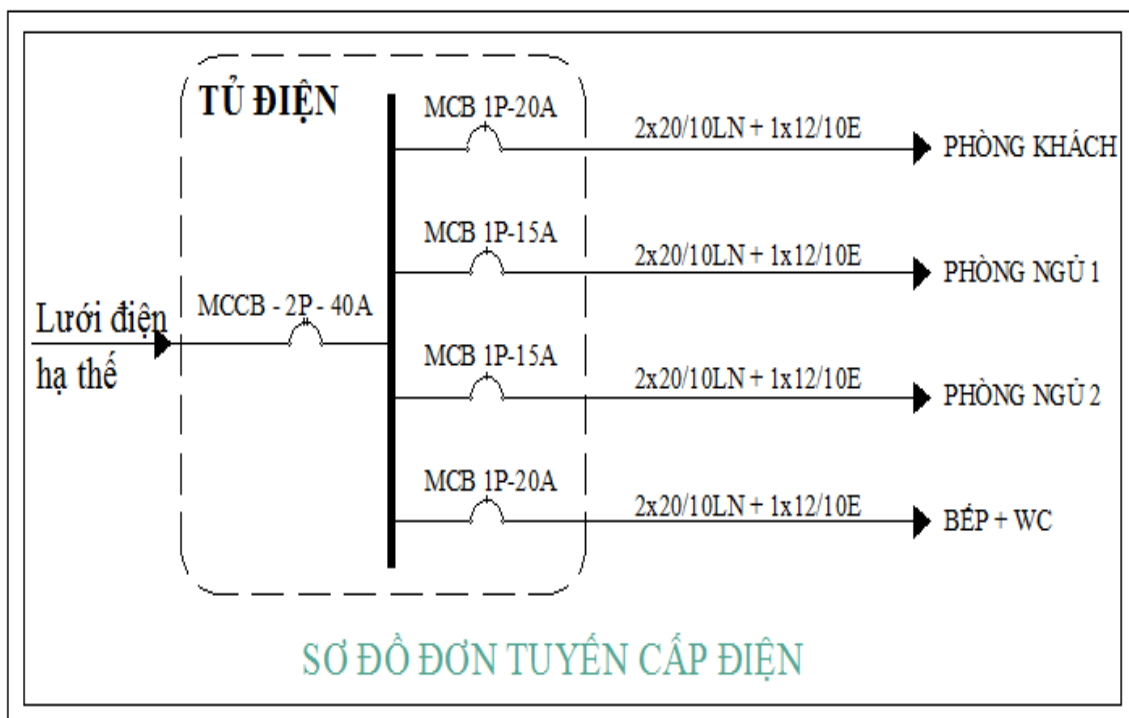 TỦ ĐIỆN
MCB 1P-20A
2x20/10LN + 1x12/10E
PHÒNG KHÁCH
MCB 1P-15A
2x20/10LN + 1x12/10E
PHÒNG NGỦ 1
Lưới điện
hạ thế
MCCB - 2P - 40A
MCB 1P-15A
2x20/10LN + 1x12/10E
PHÒNG NGỦ 2
MCB 1P-20A
2x20/10LN + 1x12/10E
BẾP + WC
SƠ ĐỒ ĐƠN TUYẾN CẤP ĐIỆN